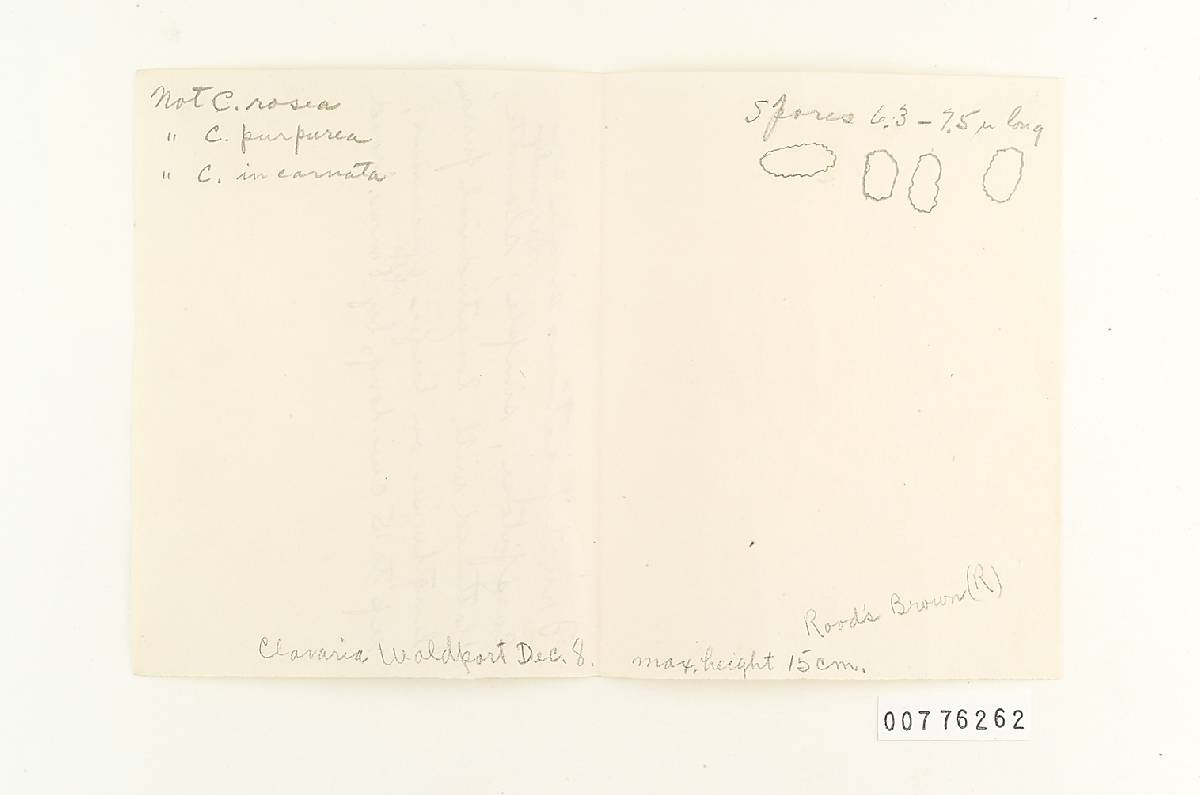 Not C. rosea
" C. purpurea
" C. incarnata
Spores 6.3 – 7.5 µ long
Rood's Brown (R)
Clavaria Waldport Dec. 8.
max. height 15 cm.
00776262